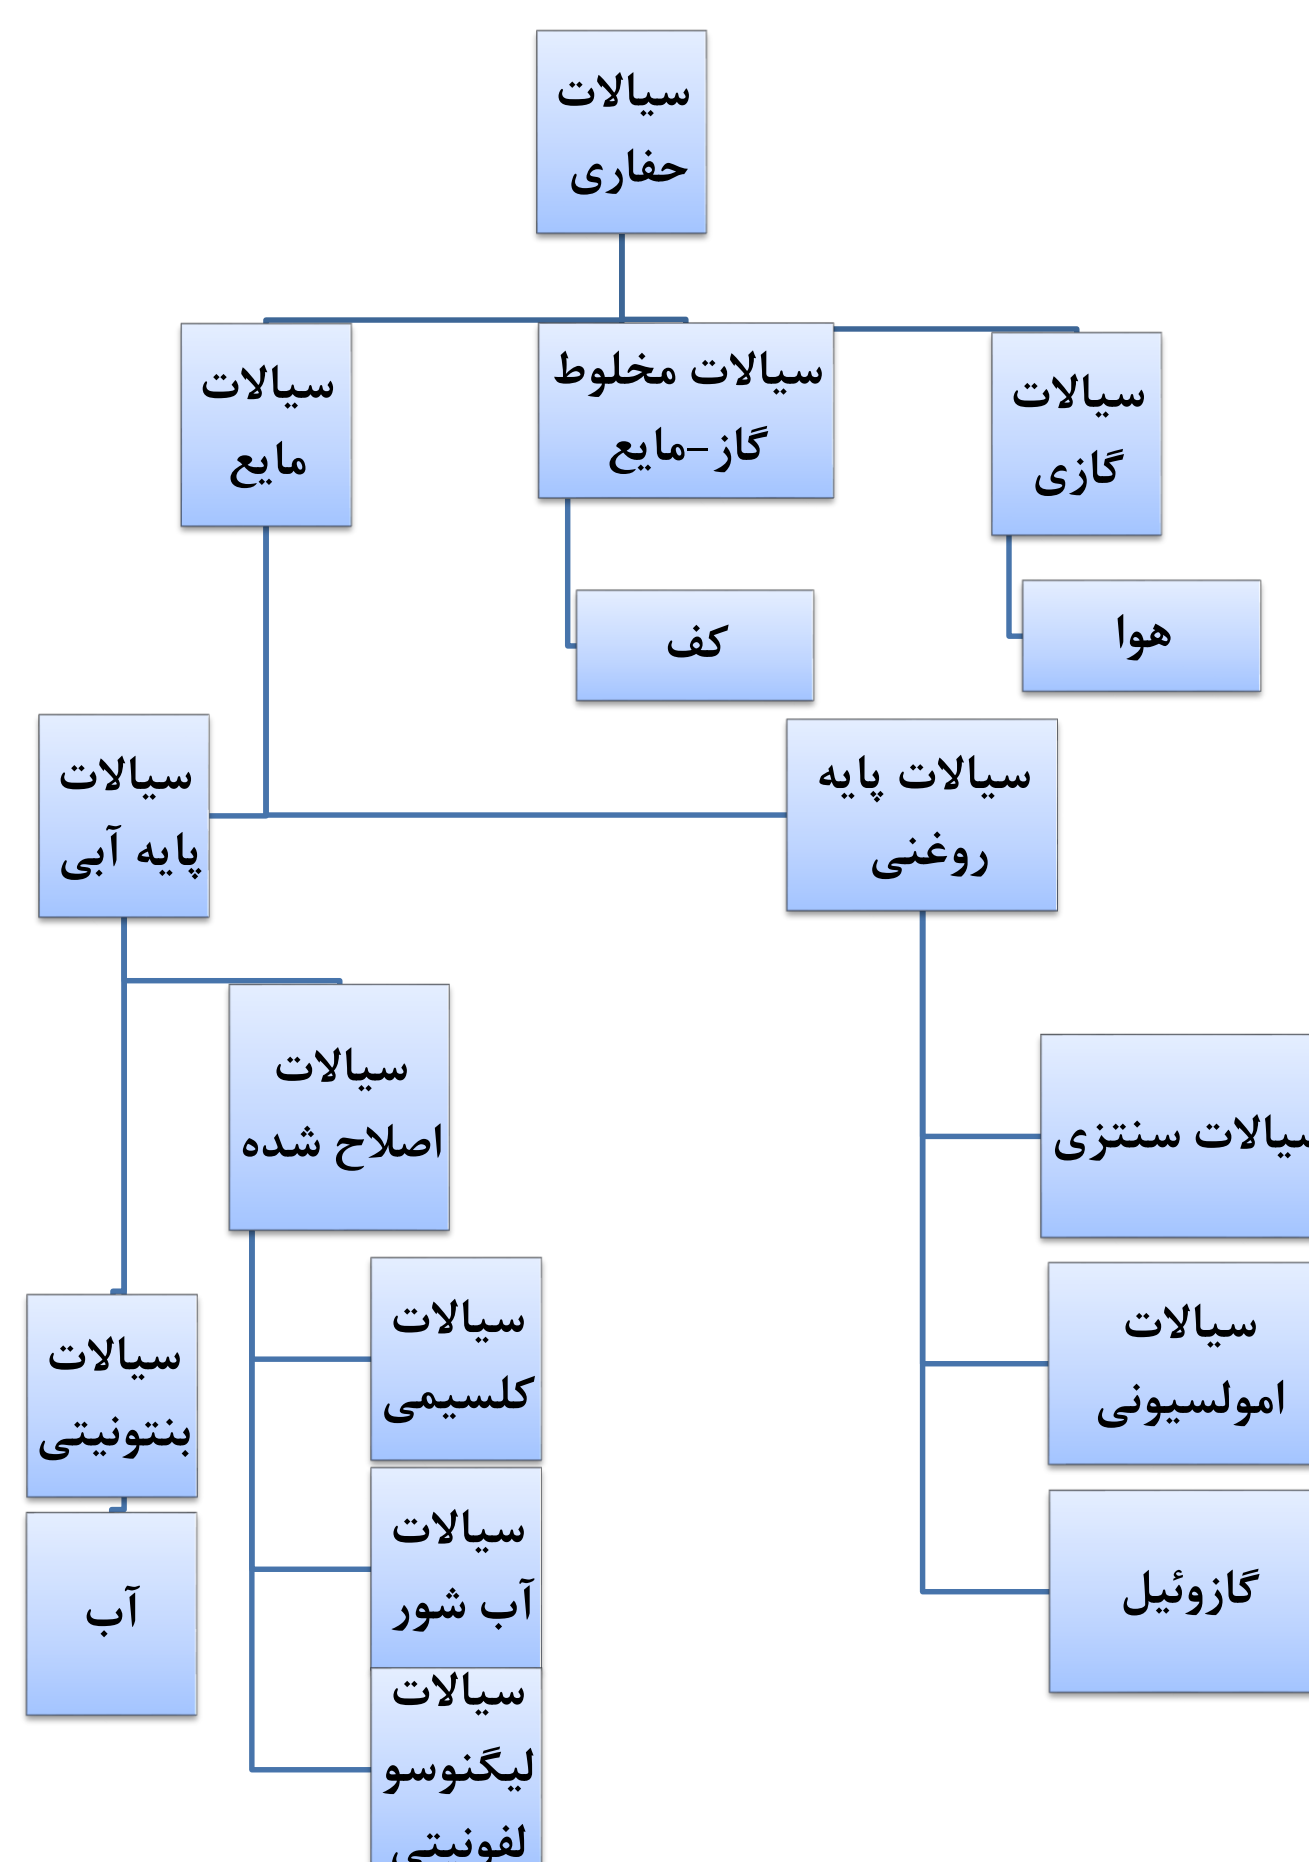 سیالات
حفاری
سیالات
گازی
سیالات مخلوط
گاز-مایع
سیالات
مایع
هوا
کف
سیالات پایه
روغنی
سیالات
پایه آبی
سیالات
اصلاح شده
سیالات سنتزی
سیالات
امولسیونی
گازوئیل
سیالات
کلسیمی
سیالات
آب شور
سیالات
لیگنوسو
لفونیتی
سیالات
بنتونیتی
آب